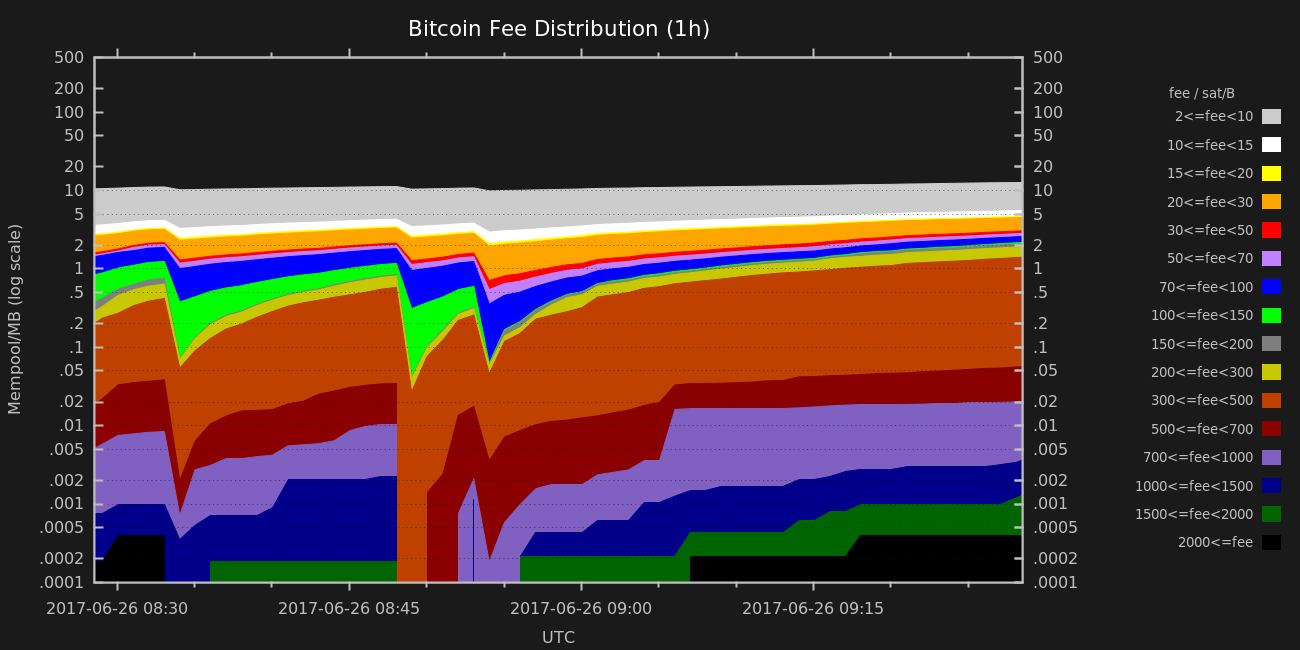 Bitcoin Fee Distribution (1h)
500
200
100
50
20
10
5
2
1
.5
.2
.1
.05
.02
.01
.005
.002
.001
.0005
.0002
.0001
Mempool/MB (log scale)
500
200
100
50
20
10
5
2
1
.5
.2
.1
.05
.02
.01
.005
.002
.001
.0005
.0002
.0001
2017-06-26 08:30
2017-06-26 08:45
2017-06-26 09:00
2017-06-26 09:15
UTC
fee / sat/B
2<=fee<10
10<=fee<15
15<=fee<20
20<=fee<30
30<=fee<50
50<=fee<70
70<=fee<100
100<=fee<150
150<=fee<200
200<=fee<300
300<=fee<500
500<=fee<700
700<=fee<1000
1000<=fee<1500
1500<=fee<2000
2000<=fee